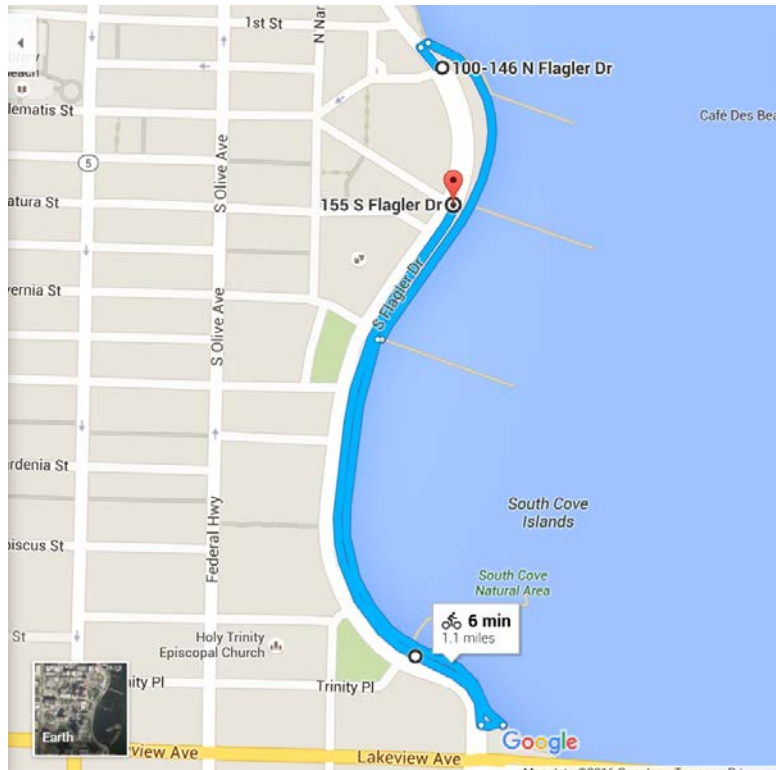 1st St
N Nar
100-146 N Flagler Dr
Café Des Bea
lematis St
5
S Olive Ave
155 S Flagler Dr
atura St
S Flagler Dr
vernia St
S Olive Ave
rdenia St
South Cove
Islands
Federal Hwy
biscus St
South Cove
Natural Area
6 min
1.1 miles
St
Holy Trinity
Episcopal Church
nity Pl
Trinity Pl
Earth
Google
view Ave
Lakeview Ave